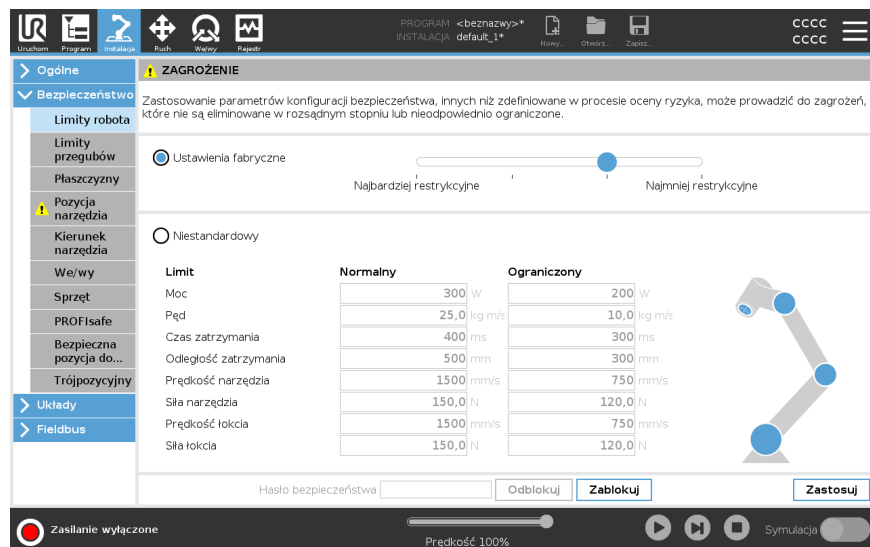 PROGRAM <beznazwy>*
INSTALACJA default_1*
Nowy... Otwórz... Zapisz...
CCCC
CCCC
Uruchom Program Instalacja Ruch We/wy Rejestr
Ogólne
Bezpieczeństwo
Limity robota
Limity
przegubów
Płaszczyzny
Pozycja
narzędzia
Kierunek
narzędzia
We/wy
Sprzęt
PROFIsafe
Bezpieczna
pozycja do...
Trójpozycyjny
Układy
Fieldbus
ZAGROŻENIE
Zastosowanie parametrów konfiguracji bezpieczeństwa, innych niż zdefiniowane w procesie oceny ryzyka, może prowadzić do zagrożeń,
które nie są eliminowane w rozsądnym stopniu lub nieodpowiednio ograniczone.
Ustawienia fabryczne
Najbardziej restrykcyjne Najmniej restrykcyjne
Niestandardowy
Limit Normalny Ograniczony
Moc 300 W 200 W
Pęd 25,0 kg m/s 10,0 kg m/s
Czas zatrzymania 400 ms 300 ms
Odległość zatrzymania 500 mm 300 mm
Prędkość narzędzia 1500 mm/s 750 mm/s
Siła narzędzia 150,0 N 120,0 N
Prędkość łokcia 1500 mm/s 750 mm/s
Siła łokcia 150,0 N 120,0 N
Hasło bezpieczeństwa Odblokuj Zablokuj Zastosuj
Zasilanie wyłączone
Prędkość 100%
Symulacja